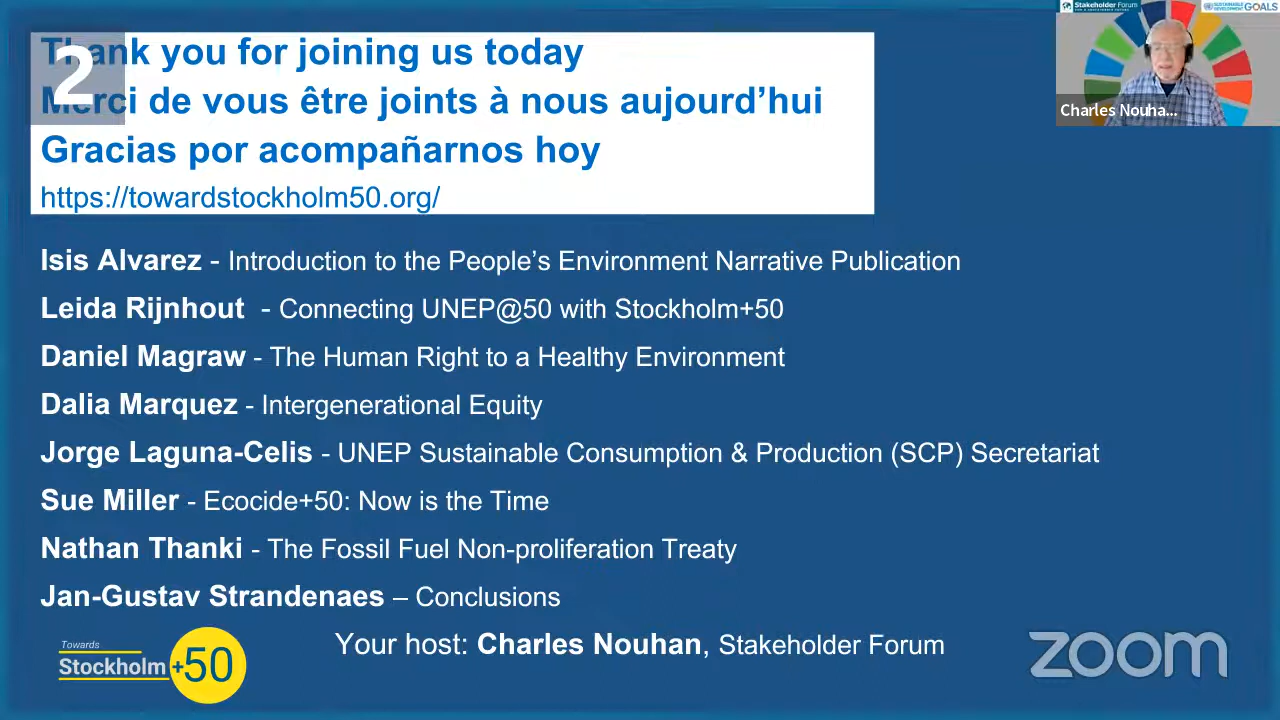 2
Thank you for joining us today
Merci de vous être joints à nous aujourd’hui
Gracias por acompañarnos hoy
https://towardstockholm50.org/
Stakeholder Forum
SUSTAINABLE DEVELOPMENT GOALS
Charles Nouha...
Isis Alvarez - Introduction to the People’s Environment Narrative Publication
Leida Rijnhout - Connecting UNEP@50 with Stockholm+50
Daniel Magraw - The Human Right to a Healthy Environment
Dalia Marquez - Intergenerational Equity
Jorge Laguna-Celis - UNEP Sustainable Consumption & Production (SCP) Secretariat
Sue Miller - Ecocide+50: Now is the Time
Nathan Thanki - The Fossil Fuel Non-proliferation Treaty
Jan-Gustav Strandenaes – Conclusions
Your host: Charles Nouhan, Stakeholder Forum
Towards
Stockholm +50
zoom